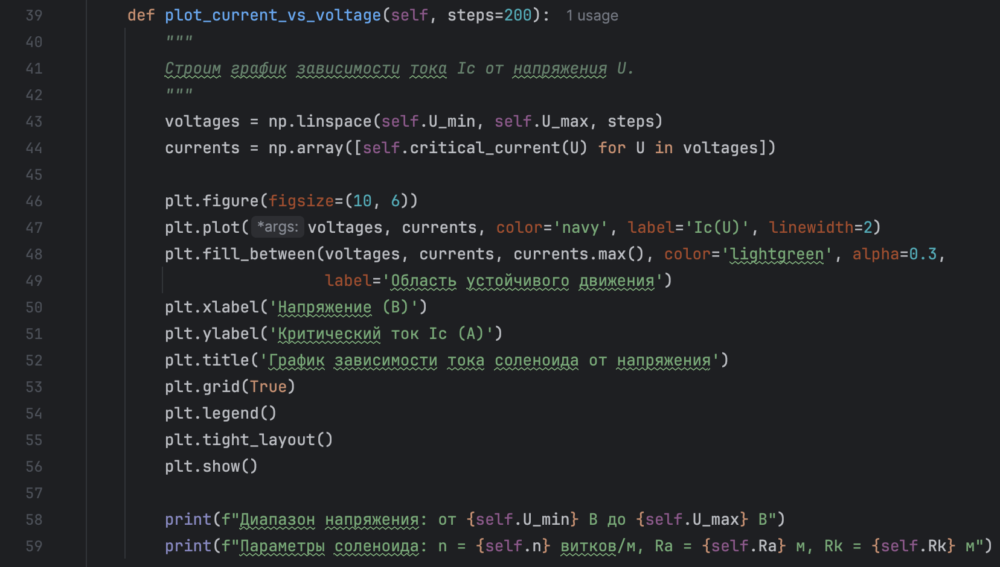 39 def plot_current_vs_voltage(self, steps=200): 1 usage
40 """
41 Строим график зависимости тока Ic от напряжения U.
42 """
43 voltages = np.linspace(self.U_min, self.U_max, steps)
44 currents = np.array([self.critical_current(U) for U in voltages])
45
46 plt.figure(figsize=(10, 6))
47 plt.plot( *args: voltages, currents, color='navy', label='Ic(U)', linewidth=2)
48 plt.fill_between(voltages, currents, currents.max(), color='lightgreen', alpha=0.3,
49 label='Область устойчивого движения')
50 plt.xlabel('Напряжение (В)')
51 plt.ylabel('Критический ток Ic (А)')
52 plt.title('График зависимости тока соленоида от напряжения')
53 plt.grid(True)
54 plt.legend()
55 plt.tight_layout()
56 plt.show()
57
58 print(f"Диапазон напряжения: от {self.U_min} В до {self.U_max} В")
59 print(f"Параметры соленоида: n = {self.n} витков/м, Ra = {self.Ra} м, Rk = {self.Rk} м")